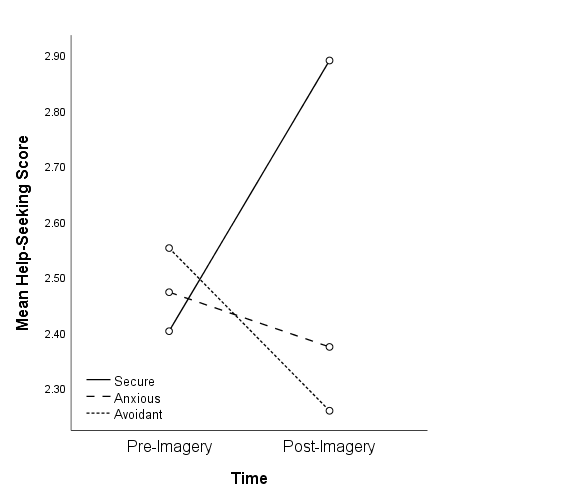 Mean Help-Seeking Score
2.90
2.80
2.70
2.60
2.50
2.40
2.30
Secure
Anxious
Avoidant
Pre-Imagery Post-Imagery
Time